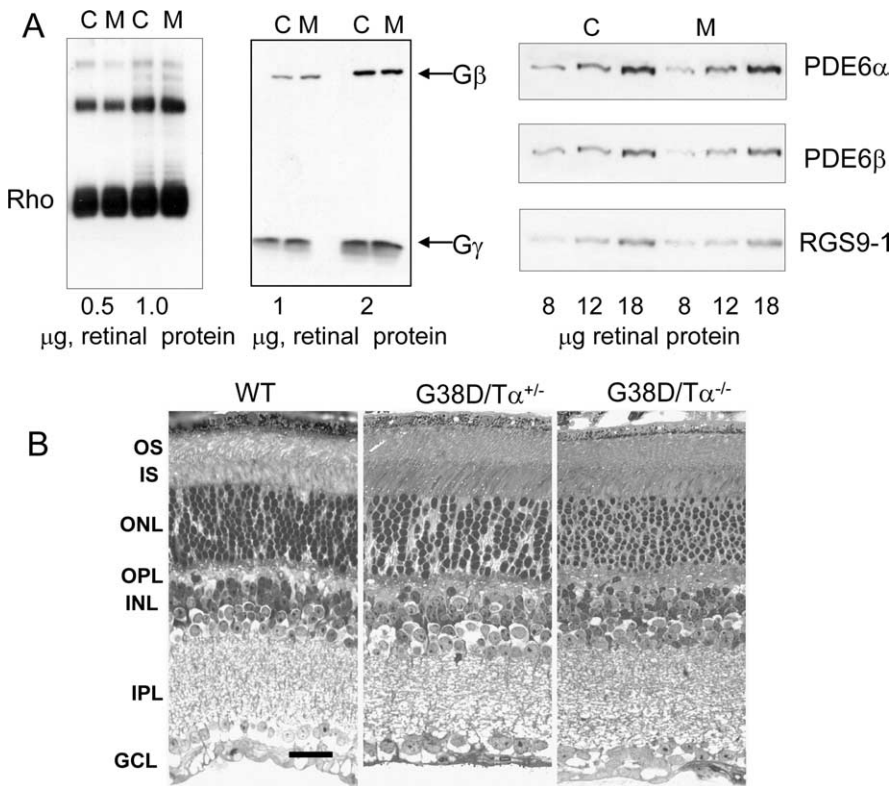 A
C M C M
Rho
0.5 1.0
μg, retinal protein
C M C M
Gβ
Gγ
1 2
μg, retinal protein
C M
PDE6α
PDE6β
RGS9-1
8 12 18 8 12 18
μg retinal protein
B
WT G38D/Tα+/- G38D/Tα-/-
OS
IS
ONL
OPL
INL
IPL
GCL